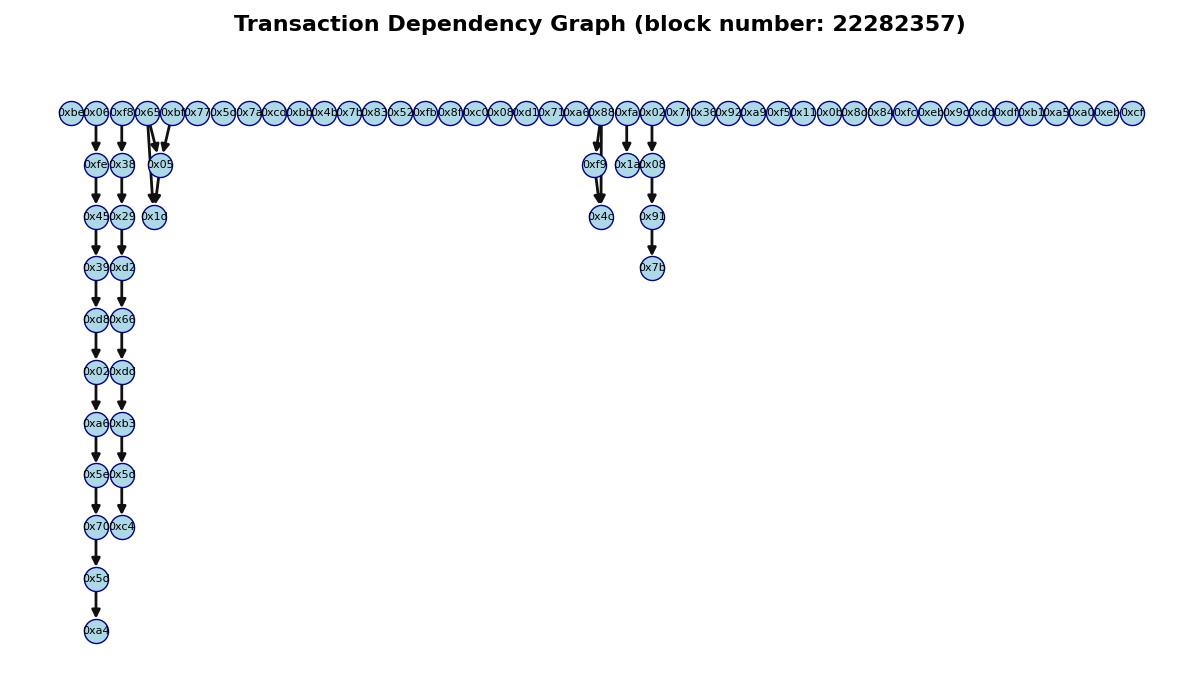 Transaction Dependency Graph (block number: 22282357)
0xbe 0x06 0xf8 0x65 0xbf 0x77 0x5d 0x7a 0xcd 0xbb 0x4b 0x7b 0x83 0x52 0xfb 0x8f 0xc0 0x08 0xd1 0x71 0xa6 0x88 0xfa 0x02 0x7f 0x36 0x92 0xa9 0xf5 0x11 0x0b 0x8d 0x84 0xfc 0xeb 0x9d 0xdd 0xdf 0xb1 0xa5 0xa0 0xeb 0xcf
0xfe 0x38 0x05 0xf9 0x1a 0x08
0x45 0x29 0x1d 0x4c 0x91
0x39 0xd2 0x7b
0xd8 0x66
0x02 0xdd
0xa6 0xb3
0x5e 0x5d
0x70 0xc4
0x5d
0xa4